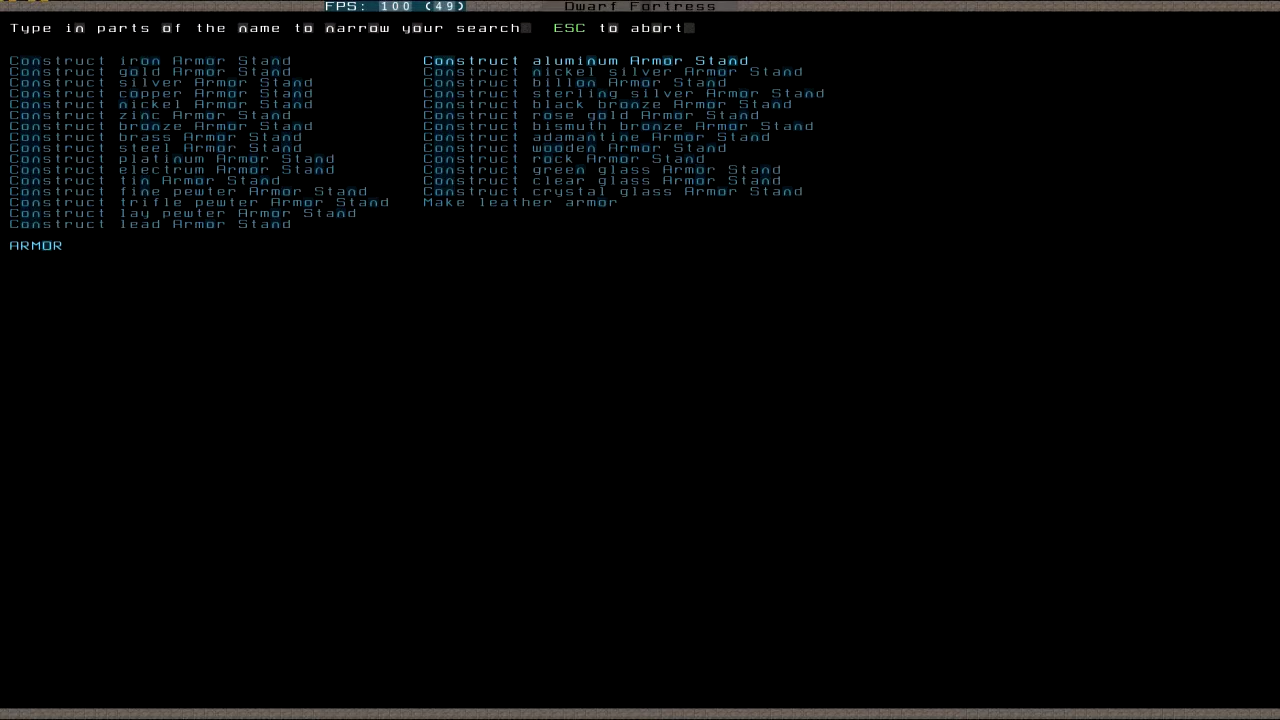 FPS: 100 (49) Dwarf Fortress
Type in parts of the name to narrow your search ESC to abort
Construct iron Armor Stand Construct aluminum Armor Stand
Construct gold Armor Stand Construct nickel silver Armor Stand
Construct silver Armor Stand Construct billon Armor Stand
Construct copper Armor Stand Construct sterling silver Armor Stand
Construct nickel Armor Stand Construct black bronze Armor Stand
Construct zinc Armor Stand Construct rose gold Armor Stand
Construct bronze Armor Stand Construct bismuth bronze Armor Stand
Construct brass Armor Stand Construct adamantine Armor Stand
Construct steel Armor Stand Construct wooden Armor Stand
Construct platinum Armor Stand Construct rock Armor Stand
Construct electrum Armor Stand Construct green glass Armor Stand
Construct tin Armor Stand Construct clear glass Armor Stand
Construct fine pewter Armor Stand Construct crystal glass Armor Stand
Construct trifle pewter Armor Stand Make leather armor
Construct lay pewter Armor Stand
Construct lead Armor Stand
ARMOR